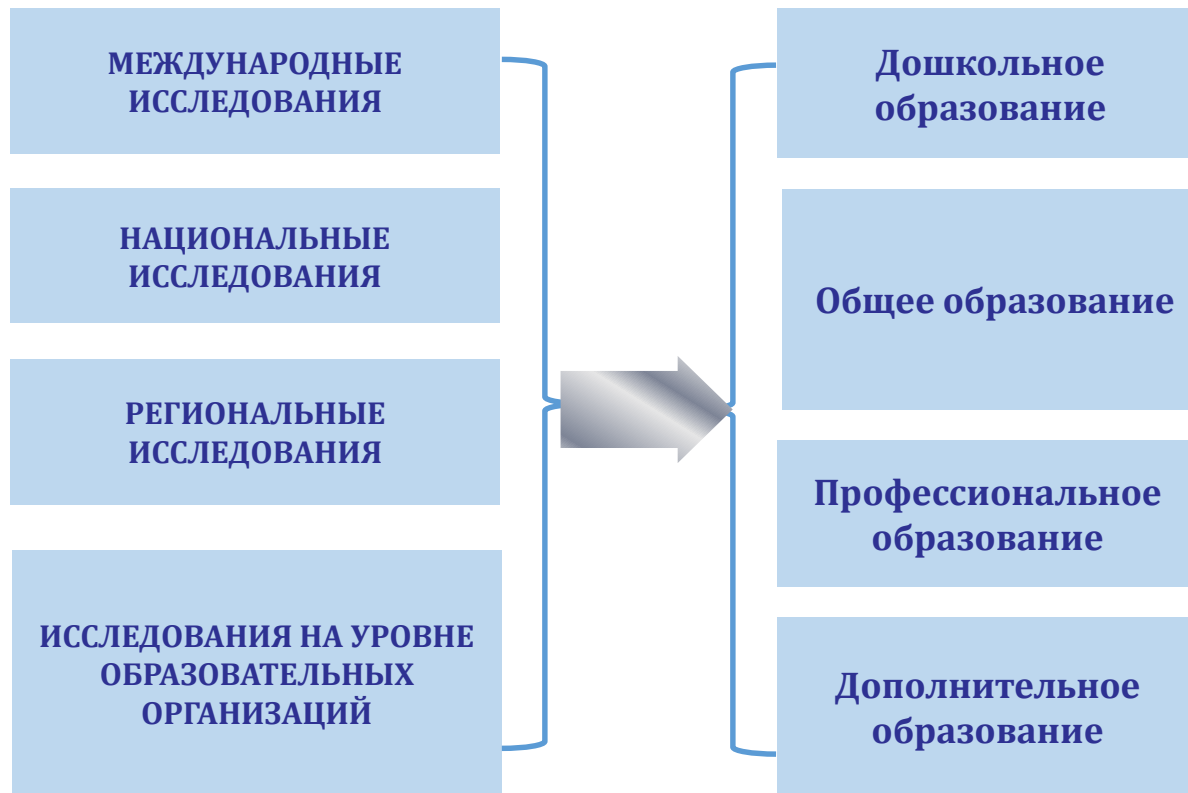 МЕЖДУНАРОДНЫЕ
ИССЛЕДОВАНИЯ
НАЦИОНАЛЬНЫЕ
ИССЛЕДОВАНИЯ
РЕГИОНАЛЬНЫЕ
ИССЛЕДОВАНИЯ
ИССЛЕДОВАНИЯ НА УРОВНЕ
ОБРАЗОВАТЕЛЬНЫХ
ОРГАНИЗАЦИЙ
Дошкольное
образование
Общее образование
Профессиональное
образование
Дополнительное
образование